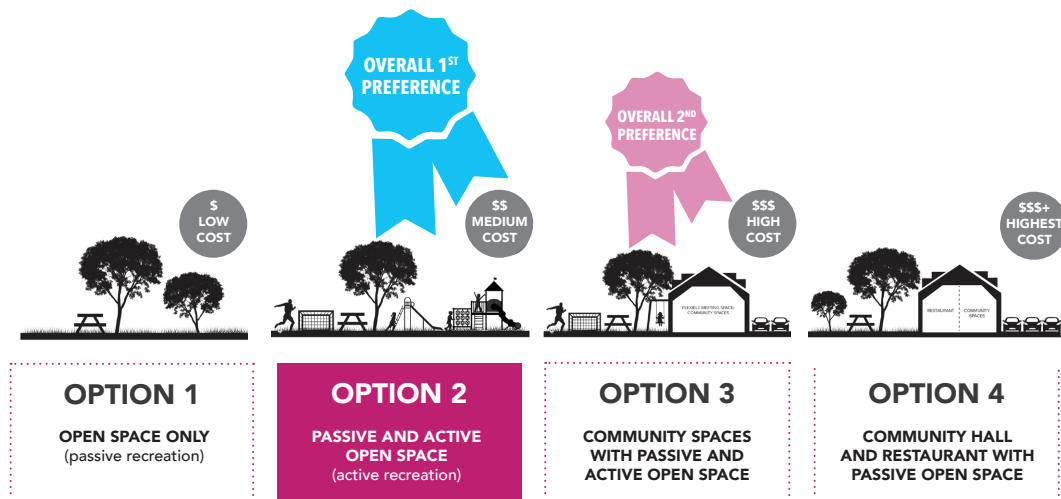 OVERALL 1ST
PREFERENCE
OVERALL 2ND
PREFERENCE
$
LOW
COST
$$
MEDIUM
COST
$$$
HIGH
COST
$$$+
HIGHEST
COST
FLEXIBLE MEETING SPACE/
COMMUNITY SPACES
RESTAURANT
COMMUNITY
SPACES
OPTION 1
OPEN SPACE ONLY
(passive recreation)
OPTION 2
PASSIVE AND ACTIVE
OPEN SPACE
(active recreation)
OPTION 3
COMMUNITY SPACES
WITH PASSIVE AND
ACTIVE OPEN SPACE
OPTION 4
COMMUNITY HALL
AND RESTAURANT WITH
PASSIVE OPEN SPACE